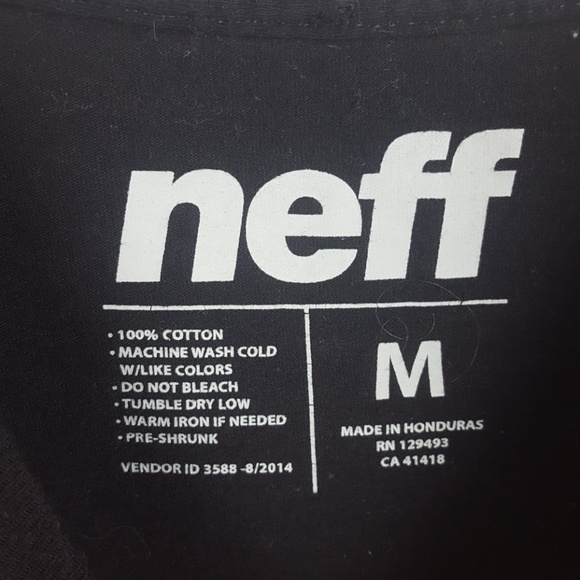 neff
• 100% COTTON
• MACHINE WASH COLD
W/LIKE COLORS
• DO NOT BLEACH
• TUMBLE DRY LOW
• WARM IRON IF NEEDED
• PRE-SHRUNK
VENDOR ID 3588 -8/2014
M
MADE IN HONDURAS
RN 129493
CA 41418